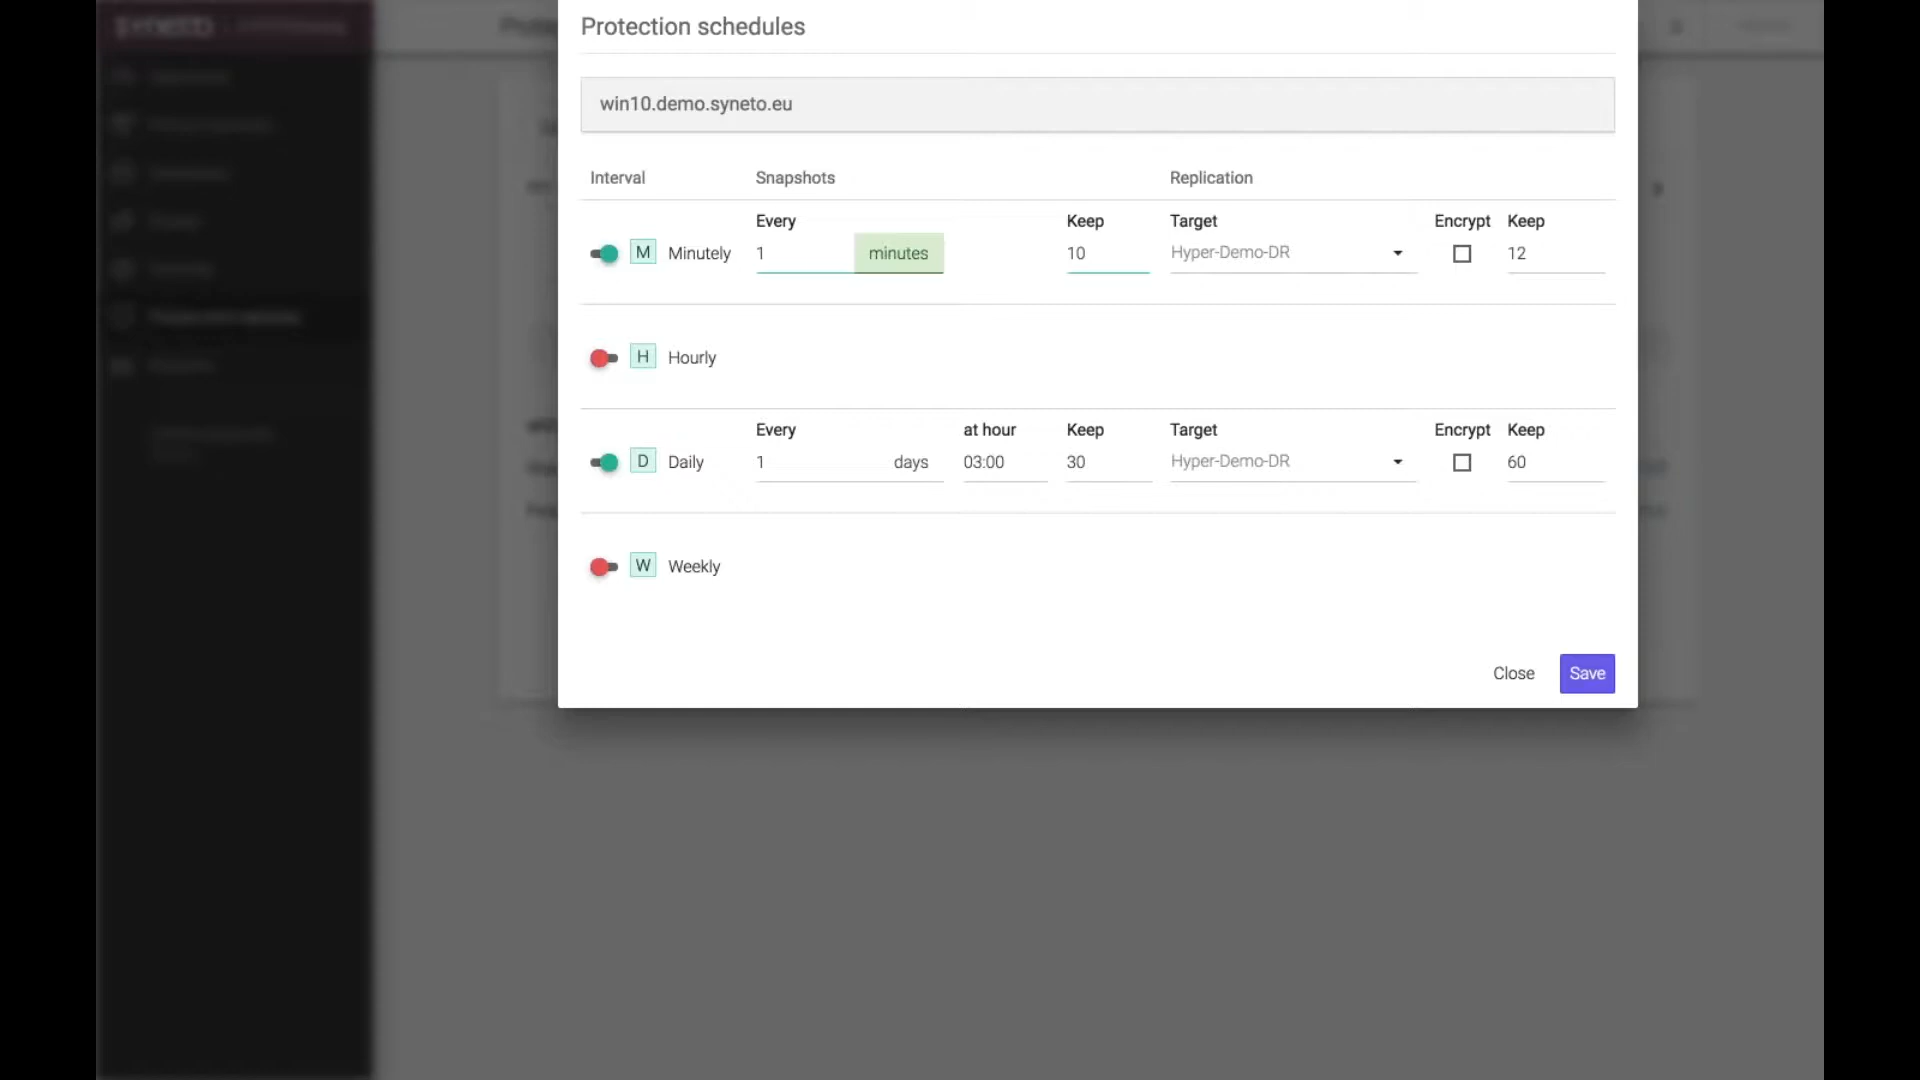 syneto
Protection schedules
win10.demo.syneto.eu
Interval Snapshots Replication
Every Keep Target Encrypt Keep
M Minutely 1 minutes 10 Hyper-Demo-DR 12
H Hourly
Every at hour Keep Target Encrypt Keep
D Daily 1 days 03:00 30 Hyper-Demo-DR 60
W Weekly
Close Save